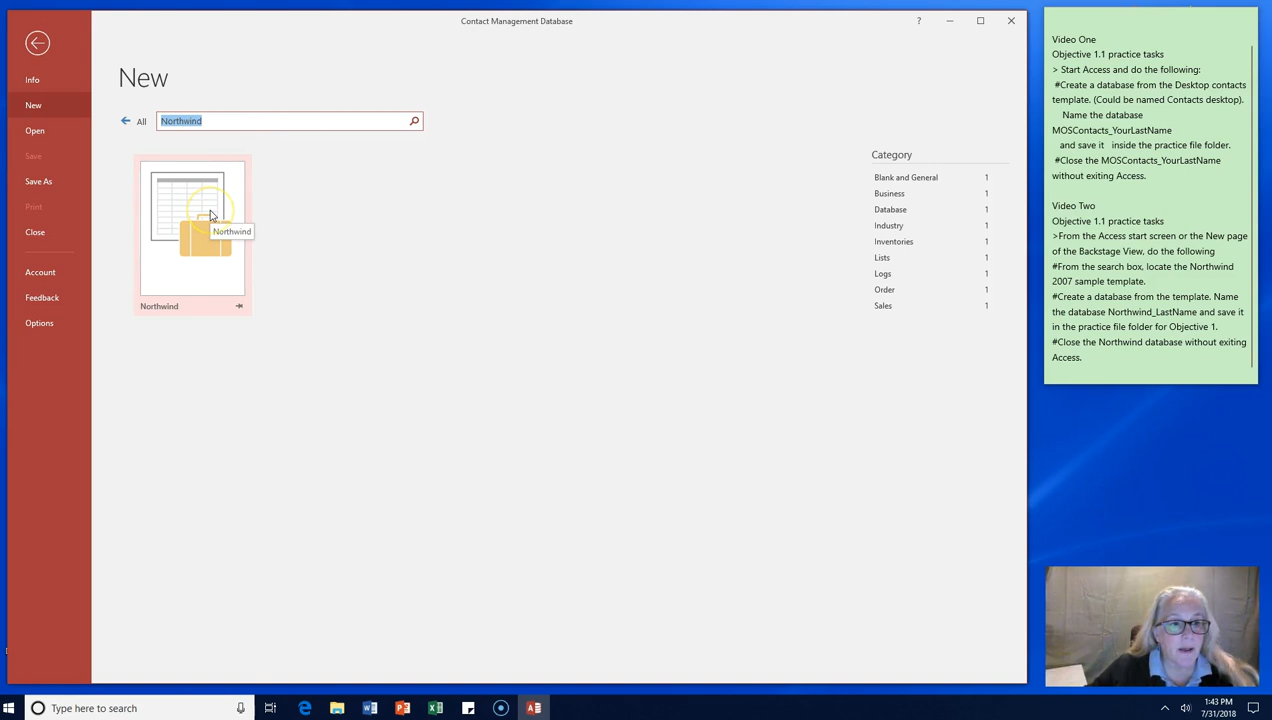 Contact Management Database
?
New
Info
New
Open
Save
Save As
Print
Close
Account
Feedback
Options
All
Northwind
Northwind
Northwind
Category
Blank and General 1
Business 1
Database 1
Industry 1
Inventories 1
Lists 1
Logs 1
Order 1
Sales 1
Video One
Objective 1.1 practice tasks
> Start Access and do the following:
#Create a database from the Desktop contacts
template. (Could be named Contacts desktop).
Name the database
MOSContacts_YourLastName
and save it inside the practice file folder.
#Close the MOSContacts_YourLastName
without exiting Access.
Video Two
Objective 1.1 practice tasks
>From the Access start screen or the New page
of the Backstage View, do the following
#From the search box, locate the Northwind
2007 sample template.
#Create a database from the template. Name
the database Northwind_LastName and save it
in the practice file folder for Objective 1.
#Close the Northwind database without exiting
Access.
Type here to search
1:43 PM
7/31/2018